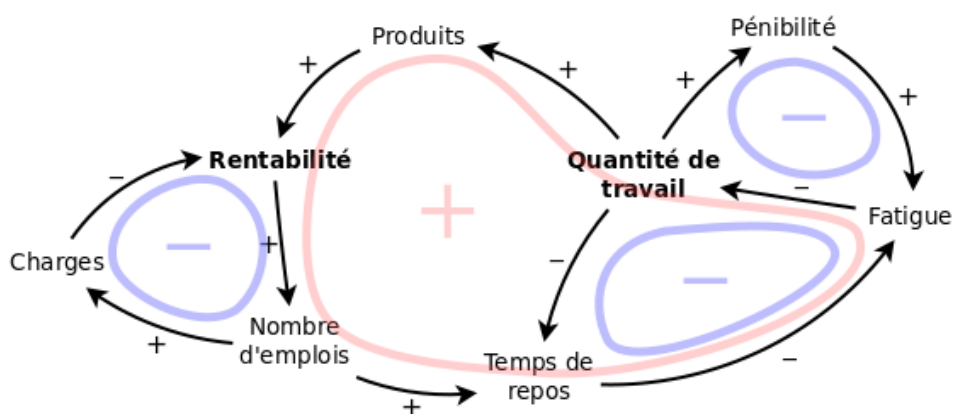 Pénibilité
Produits
+
+
+
+
Rentabilité
Quantité de
travail
−
−
−
+
Fatigue
−
+
Charges
−
−
Nombre
d'emplois
+
Temps de
repos
−
+